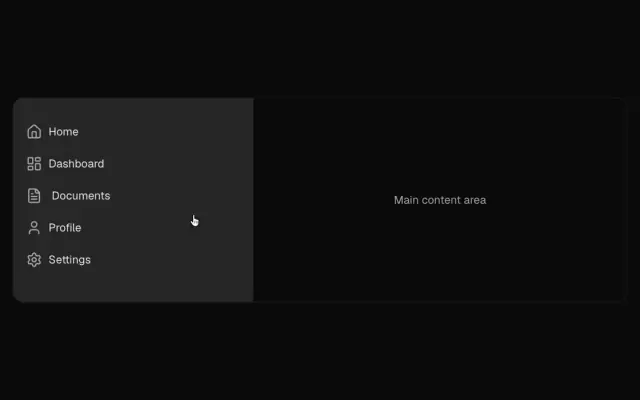 Home
Dashboard
Documents
Profile
Settings
Main content area